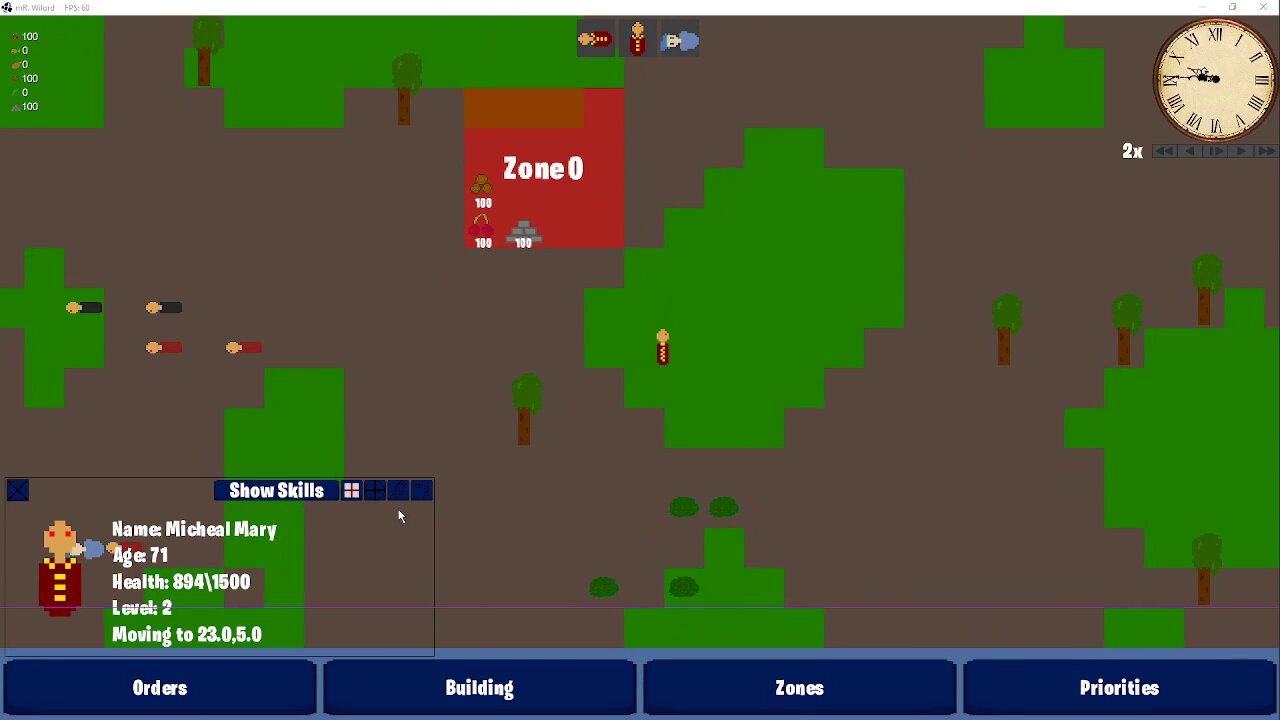 mR. Wilord FPS: 60
100
0
0
100
0
100
XII
2x
Zone 0
100
100
100
Show Skills
Name: Micheal Mary
Age: 71
Health: 894\1500
Level: 2
Moving to 23.0,5.0
Orders
Building
Zones
Priorities